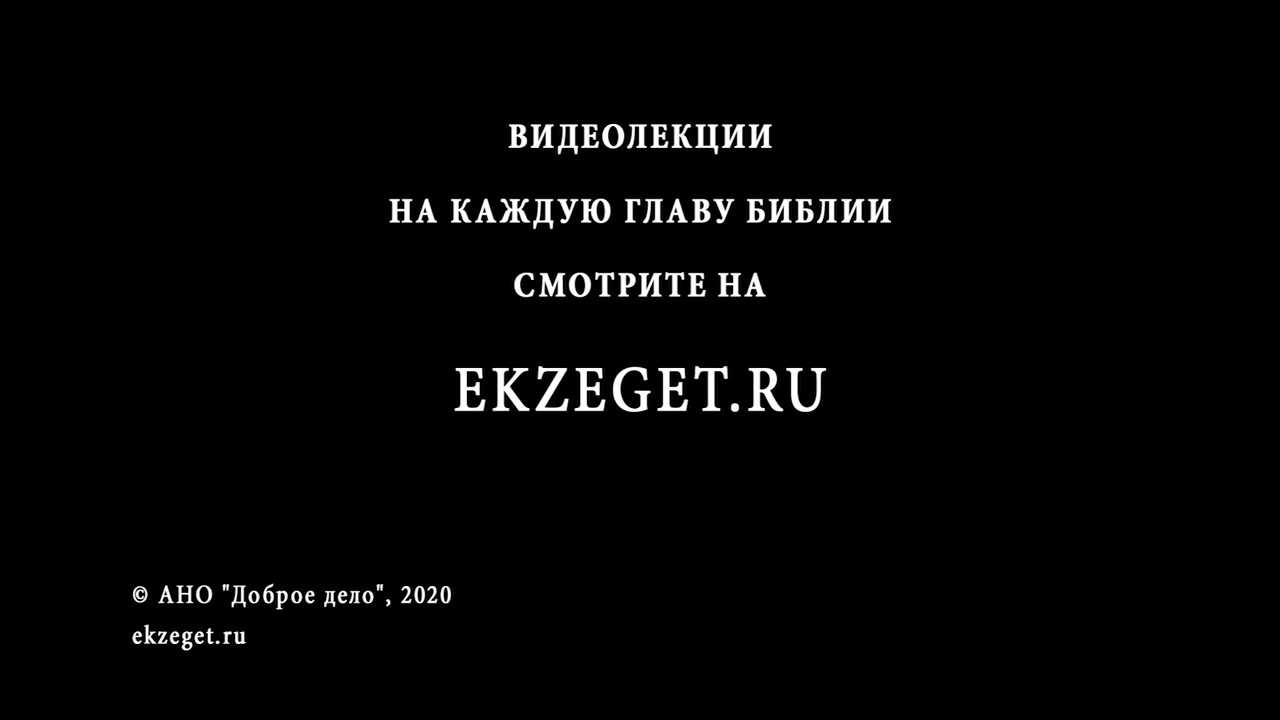 ВИДЕОЛЕКЦИИ
НА КАЖДУЮ ГЛАВУ БИБЛИИ
СМОТРИТЕ НА
EKZEGET.RU
© АНО "Доброе дело", 2020
ekzeget.ru